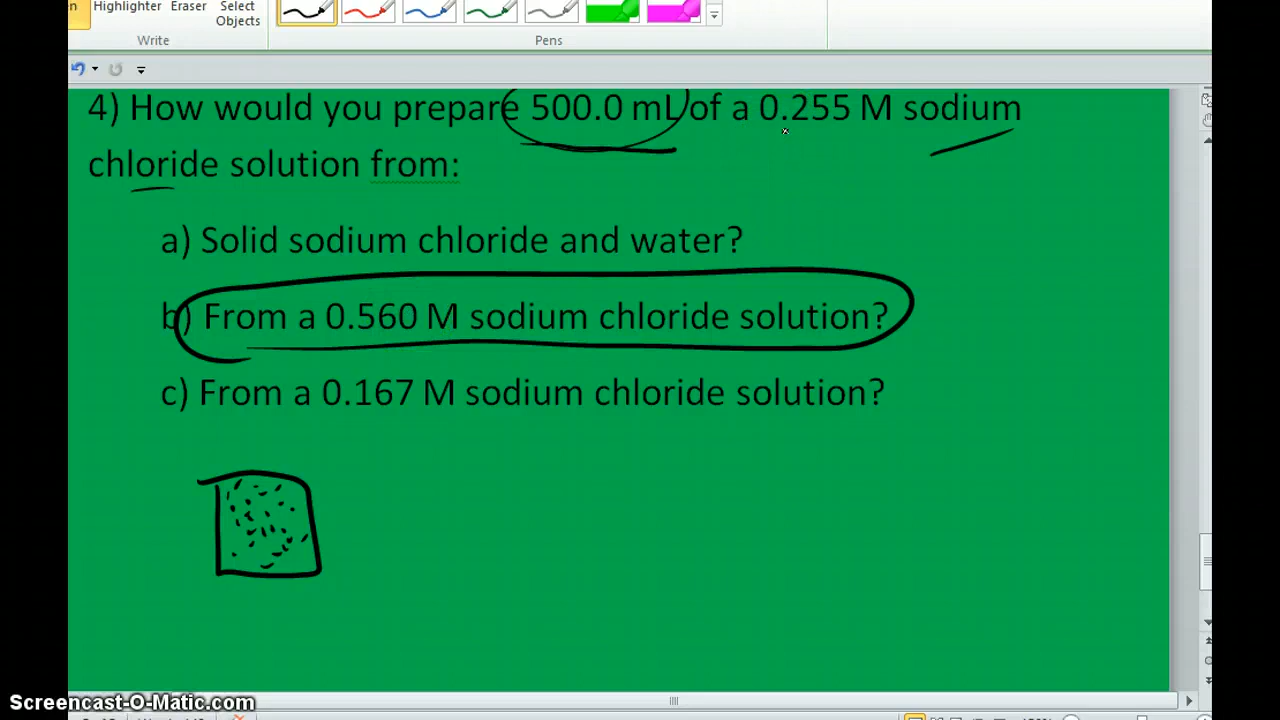 n Highlighter Eraser Select
Objects
Write Pens
4) How would you prepare 500.0 mL of a 0.255 M sodium
chloride solution from:
a) Solid sodium chloride and water?
b) From a 0.560 M sodium chloride solution?
c) From a 0.167 M sodium chloride solution?
Screencast-O-Matic.com